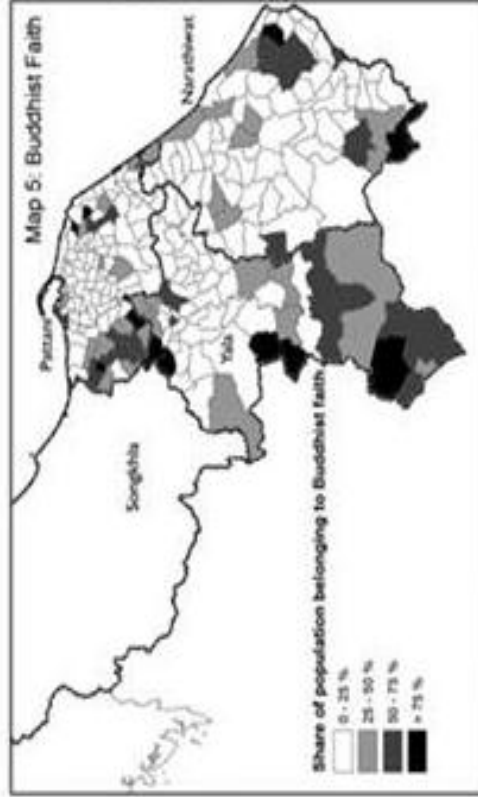 Map 5: Buddhist Faith
Pattani
Narathiwat
Songkhla
Yala
Share of population belonging to Buddhist faith
0 - 25 %
25 - 50 %
50 - 75 %
> 75 %